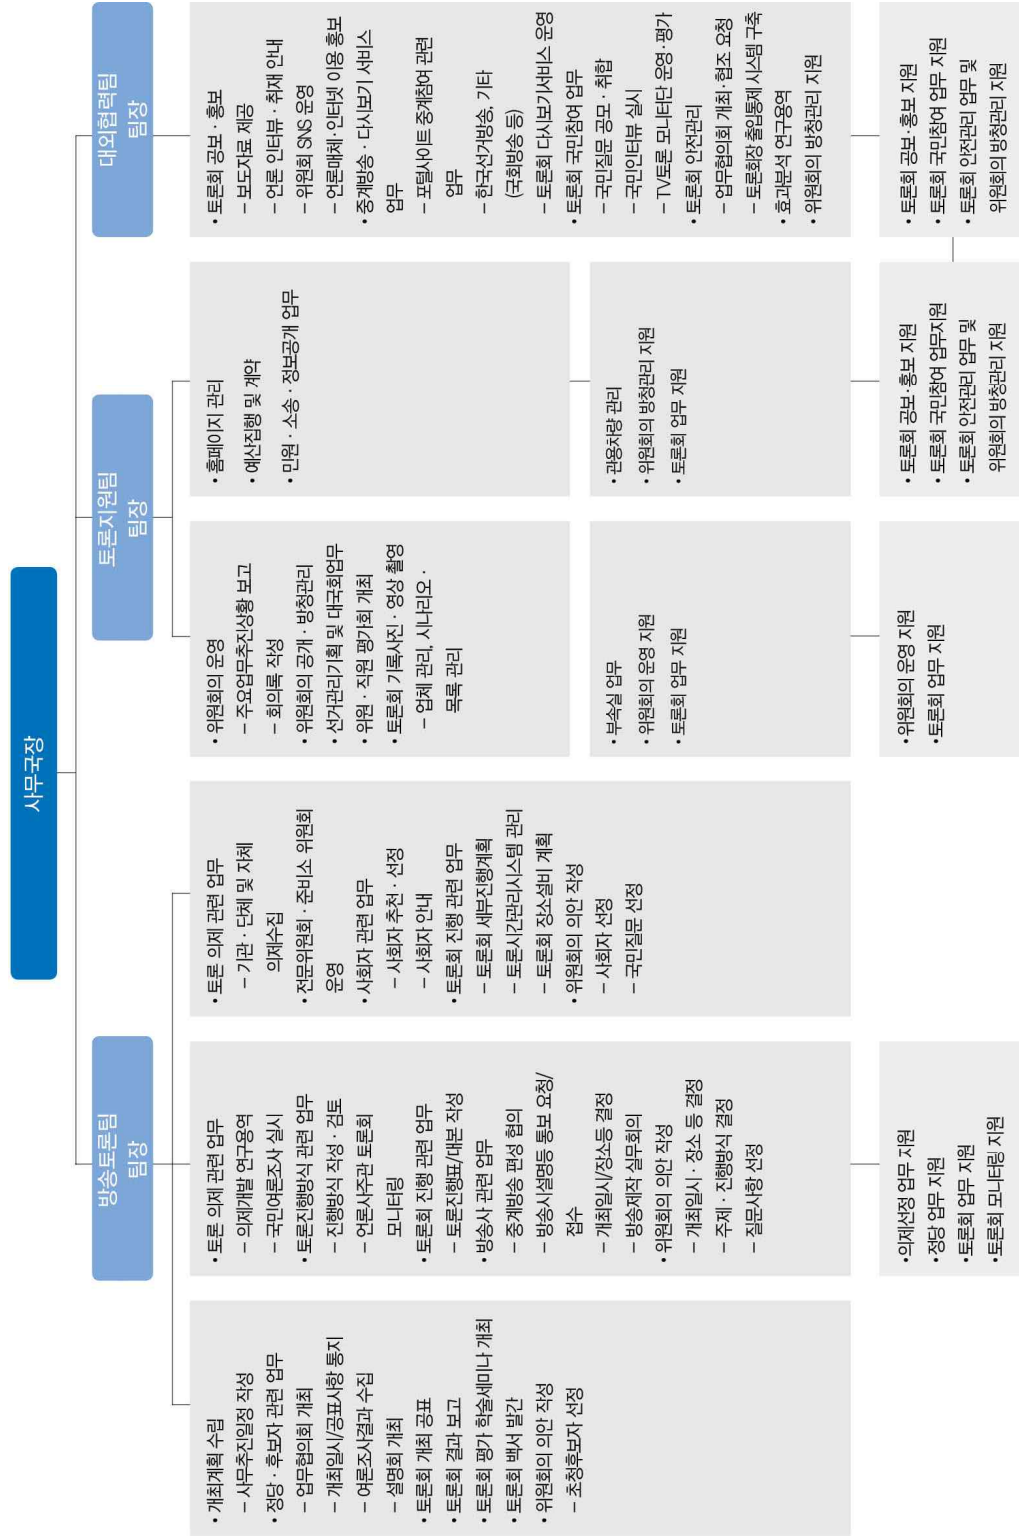 사무국장
방송토론팀
팀장
• 개최계획 수립
– 사무추진일정 작성
• 정당 · 후보자 관련 업무
– 업무협의회 개최
– 개최일시/공표사항 통지
– 여론조사결과 수집
– 설명회 개최
• 토론회 개최 공표
• 토론회 결과 보고
• 토론회 평가 학술세미나 개최
• 토론회 백서 발간
• 위원회의 의안 작성
– 초청후보자 선정
• 토론 의제 관련 업무
– 의제개발 연구용역
– 국민여론조사 실시
• 토론진행방식 관련 업무
– 진행방식 작성 · 검토
– 언론사주관 토론회
모니터링
• 토론회 진행 관련 업무
– 토론진행표/대본 작성
• 방송사 관련 업무
– 중계방송 편성 협의
– 방송시설명등 통보 요청/
접수
– 개최일시/장소등 결정
– 방송제작 실무회의
• 위원회의 의안 작성
– 개최일시 · 장소 등 결정
– 주제 · 진행방식 결정
– 질문사항 선정
• 의제선정 업무 지원
• 정당 업무 지원
• 토론회 업무 지원
• 토론회 모니터링 지원
• 토론 의제 관련 업무
– 기관 · 단체 및 자체
의제수집
• 전문위원회 · 준비소 위원회
운영
• 사회자 관련 업무
– 사회자 추천 · 선정
– 사회자 안내
• 토론회 진행 관련 업무
– 토론회 세부진행계획
– 토론시간관리시스템 관리
– 토론회 장소설비 계획
• 위원회의 의안 작성
– 사회자 선정
– 국민질문 선정
토론지원팀
팀장
• 위원회의 운영
– 주요업무추진상황 보고
– 회의록 작성
• 위원회의 공개 · 방청관리
• 선거관리기획 및 대국회업무
• 위원 · 직원 평가회 개최
• 토론회 기록사진 · 영상 촬영
– 업체 관리, 시나리오 ·
목록 관리
• 부속실 업무
• 위원회의 운영 지원
• 토론회 업무 지원
• 위원회의 운영 지원
• 토론회 업무 지원
• 홈페이지 관리
• 예산집행 및 계약
• 민원 · 소송 · 정보공개 업무
• 관용차량 관리
• 위원회의 방청관리 지원
• 토론회 업무 지원
• 토론회 공보·홍보 지원
• 토론회 국민참여 업무지원
• 토론회 안전관리 업무 및
위원회의 방청관리 지원
대외협력팀
팀장
• 토론회 공보 · 홍보
– 보도자료 제공
– 언론 인터뷰 · 취재 안내
– 위원회 SNS 운영
– 언론매체·인터넷 이용 홍보
• 중계방송 · 다시보기 서비스
업무
– 포털사이트 중계참여 관련
업무
– 한국선거방송, 기타
(국회방송 등)
– 토론회 다시보기서비스 운영
• 토론회 국민참여 업무
– 국민질문 공모 · 취합
– 국민인터뷰 실시
– TV토론 모니터단 운영·평가
• 토론회 안전관리
– 업무협의회 개최·협조 요청
– 토론회장 출입통제 시스템 구축
• 효과분석 연구용역
• 위원회의 방청관리 지원
• 토론회 공보·홍보 지원
• 토론회 국민참여 업무 지원
• 토론회 안전관리 업무 및
위원회의 방청관리 지원